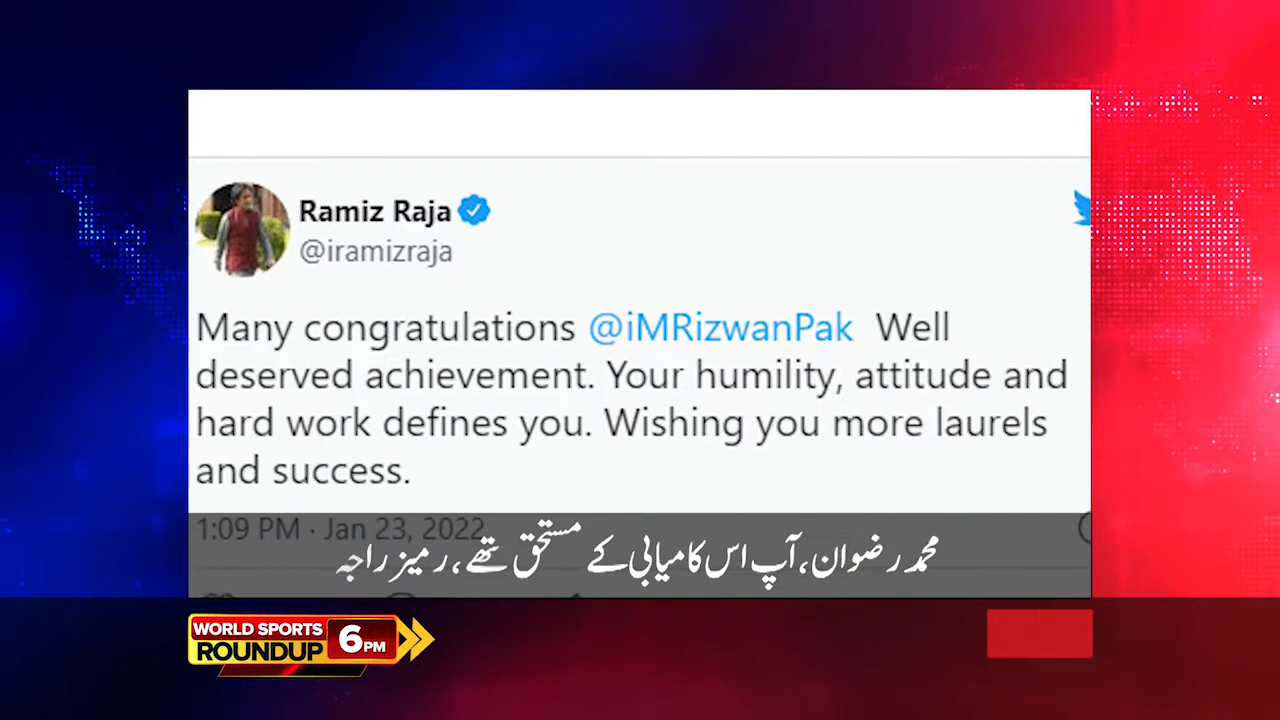 Ramiz Raja
@iramizraja
Many congratulations @iMRizwanPak Well
deserved achievement. Your humility, attitude and
hard work defines you. Wishing you more laurels
and success.
1:09 PM · Jan 23, 2022
محمد رضوان، آپ اس کامیابی کے مستحق تھے، رمیز راجہ
WORLD SPORTS
ROUNDUP 6PM